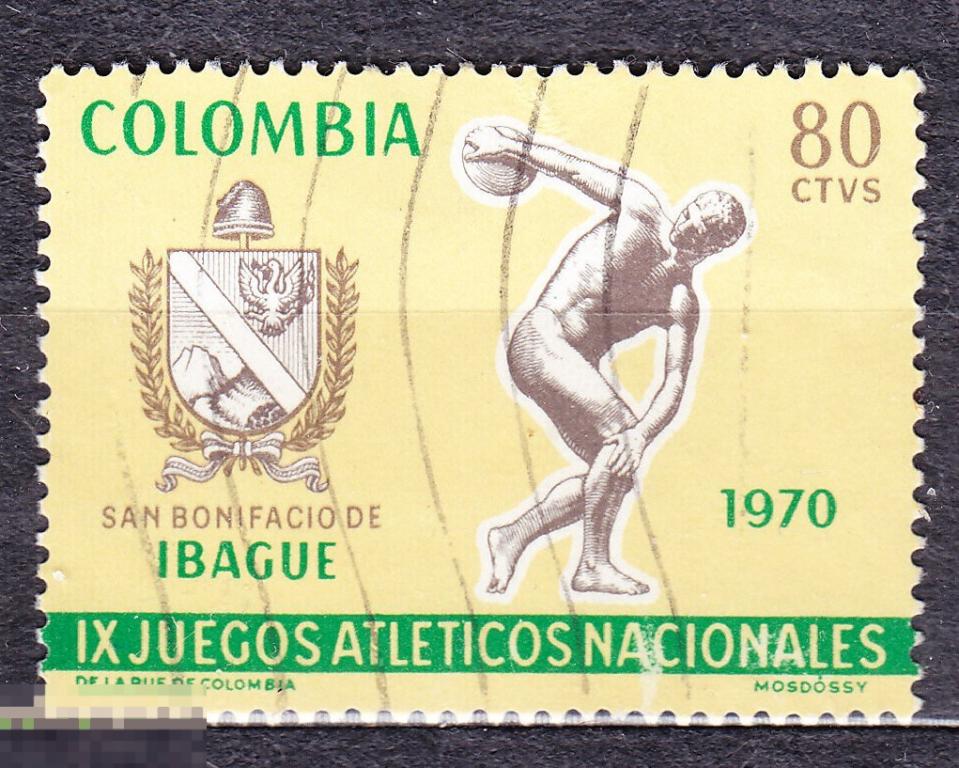 COLOMBIA
80
CTVS
SAN BONIFACIO DE
IBAGUE
1970
IX JUEGOS ATLETICOS NACIONALES
DE LA RUE DE COLOMBIA
MOSDÓSSY